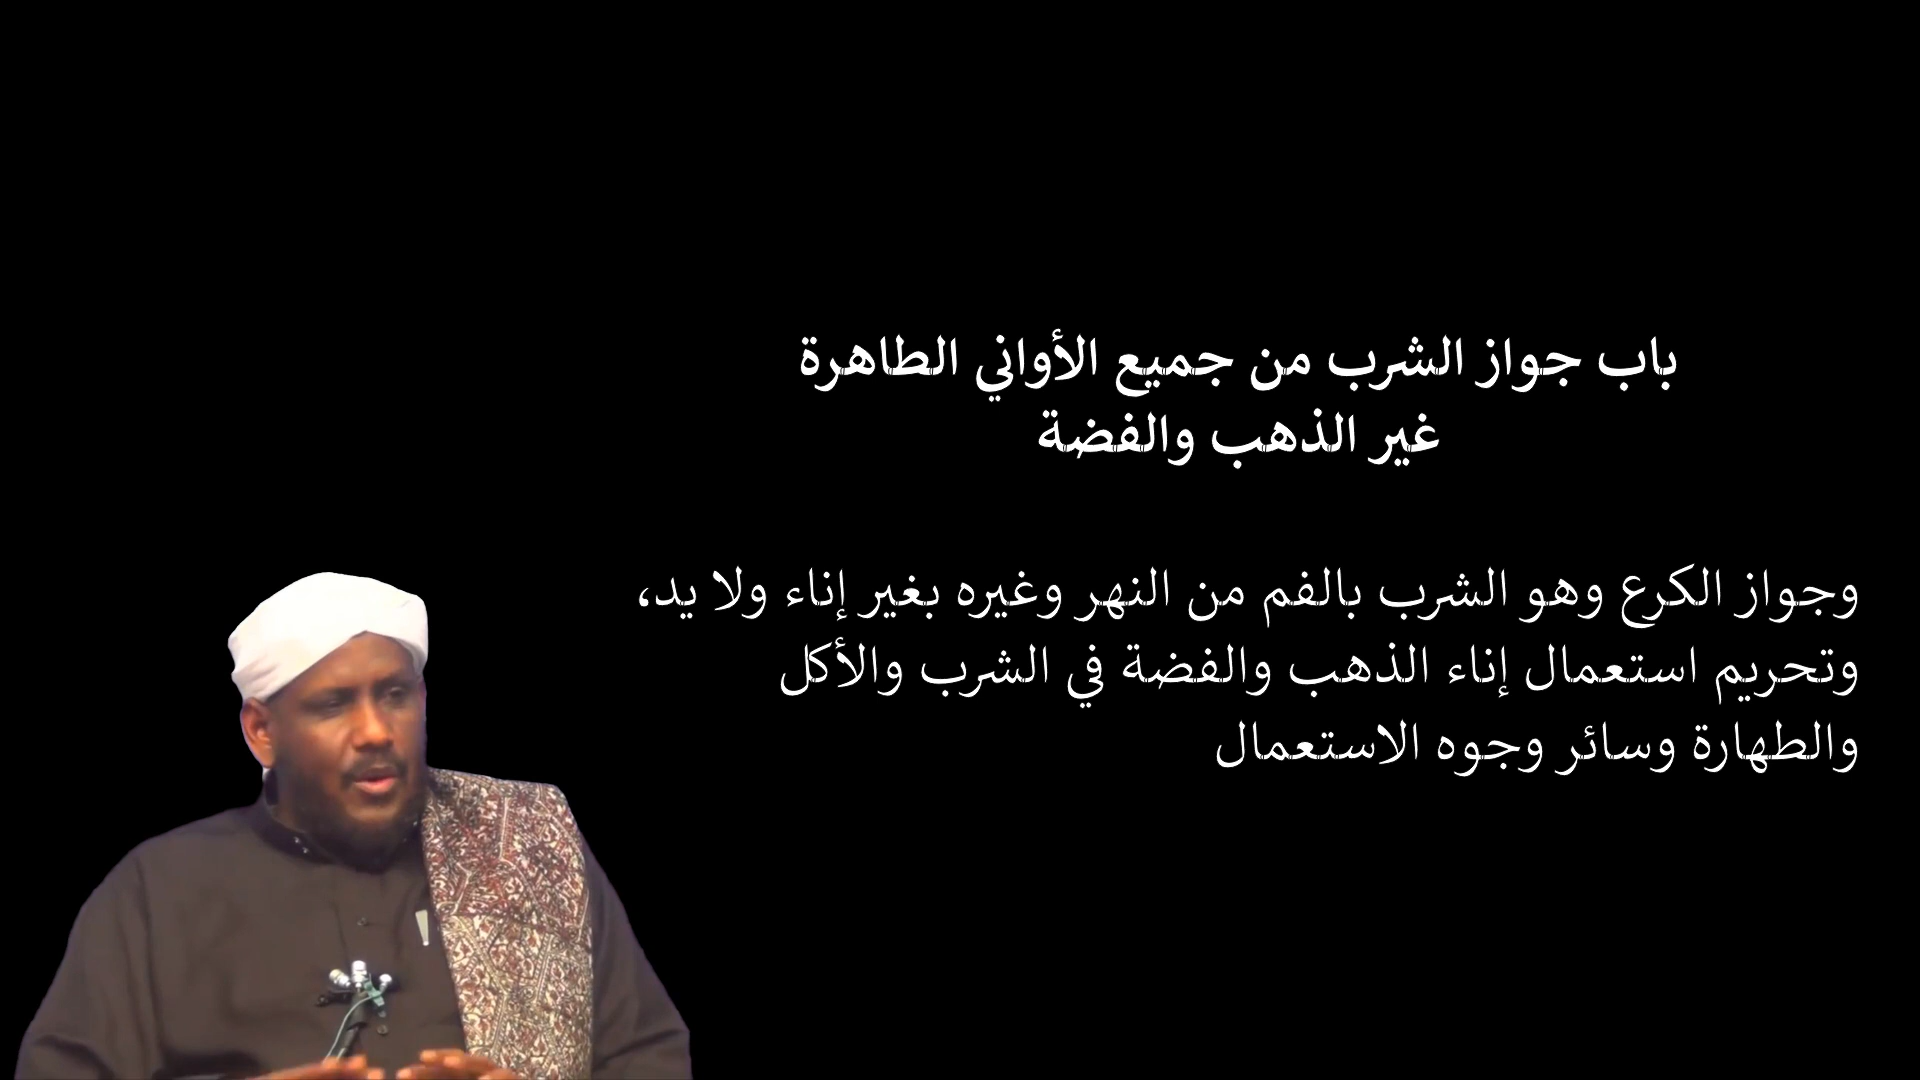 باب جواز الشرب من جميع الأواني الطاهرة
غير الذهب والفضة
وجواز الكرع وهو الشرب بالفم من النهر وغيره بغير إناء ولا يد،
وتحريم استعمال إناء الذهب والفضة في الشرب والأكل
والطهارة وسائر وجوه الاستعمال